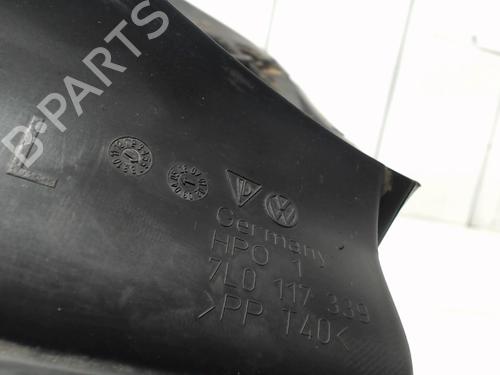 B-PARTS
Germany
HPO 1
7L0 117 339
>PP T40<